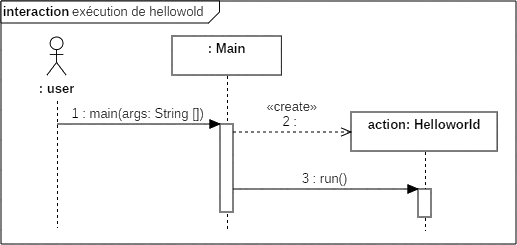 interaction exécution de hellowold
: Main
: user
1 : main(args: String [])
«create»
2 :
action: Helloworld
3 : run()